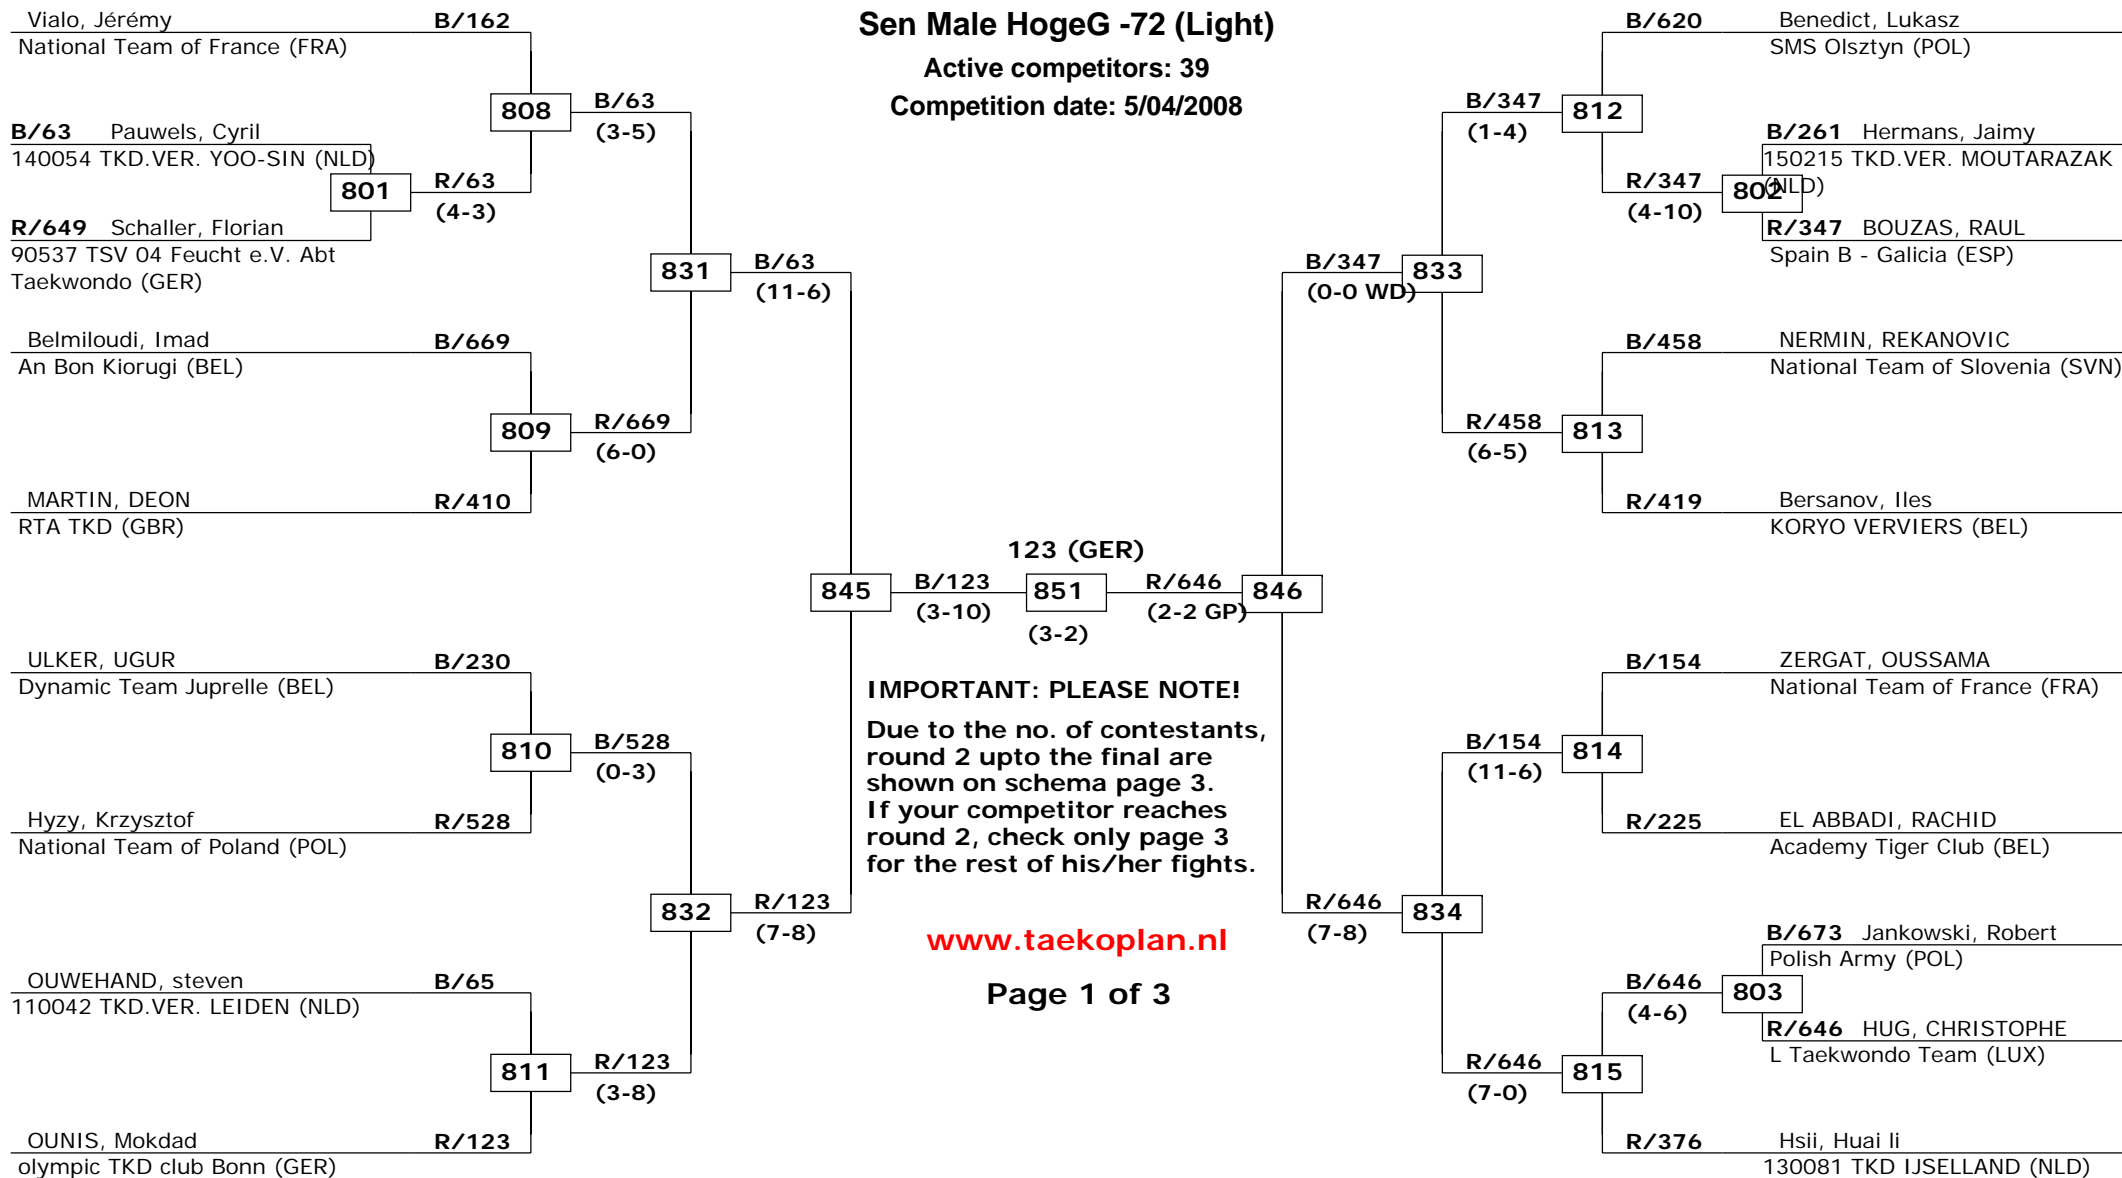 Sen Male HogeG -72 (Light)
Active competitors: 39
Competition date: 5/04/2008
Vialo, Jérémy B/162
National Team of France (FRA)
B/63 Pauwels, Cyril
140054 TKD.VER. YOO-SIN (NLD)
801
R/63
(4-3)
R/649 Schaller, Florian
90537 TSV 04 Feucht e.V. Abt
Taekwondo (GER)
808
B/63
(3-5)
Belmiloudi, Imad B/669
An Bon Kiorugi (BEL)
809
R/669
(6-0)
MARTIN, DEON R/410
RTA TKD (GBR)
831
B/63
(11-6)
ULKER, UGUR B/230
Dynamic Team Juprelle (BEL)
810
B/528
(0-3)
Hyzy, Krzysztof R/528
National Team of Poland (POL)
832
R/123
(7-8)
OUWEHAND, steven B/65
110042 TKD.VER. LEIDEN (NLD)
811
R/123
(3-8)
OUNIS, Mokdad R/123
olympic TKD club Bonn (GER)
123 (GER)
845
B/123
(3-10)
851
(3-2)
R/646
(2-2 GP)
846
IMPORTANT: PLEASE NOTE!
Due to the no. of contestants,
round 2 upto the final are
shown on schema page 3.
If your competitor reaches
round 2, check only page 3
for the rest of his/her fights.
www.taekoplan.nl
Page 1 of 3
B/620 Benedict, Lukasz
SMS Olsztyn (POL)
B/347
(1-4)
812
B/261 Hermans, Jaimy
150215 TKD.VER. MOUTARAZAK
(NLD)
R/347
(4-10)
802
R/347 BOUZAS, RAUL
Spain B - Galicia (ESP)
B/347
(0-0 WD)
833
B/458 NERMIN, REKANOVIC
National Team of Slovenia (SVN)
R/458
(6-5)
813
R/419 Bersanov, Iles
KORYO VERVIERS (BEL)
B/154 ZERGAT, OUSSAMA
National Team of France (FRA)
B/154
(11-6)
814
R/225 EL ABBADI, RACHID
Academy Tiger Club (BEL)
R/646
(7-8)
834
B/673 Jankowski, Robert
Polish Army (POL)
B/646
(4-6)
803
R/646 HUG, CHRISTOPHE
L Taekwondo Team (LUX)
R/646
(7-0)
815
R/376 Hsii, Huai li
130081 TKD IJSELLAND (NLD)